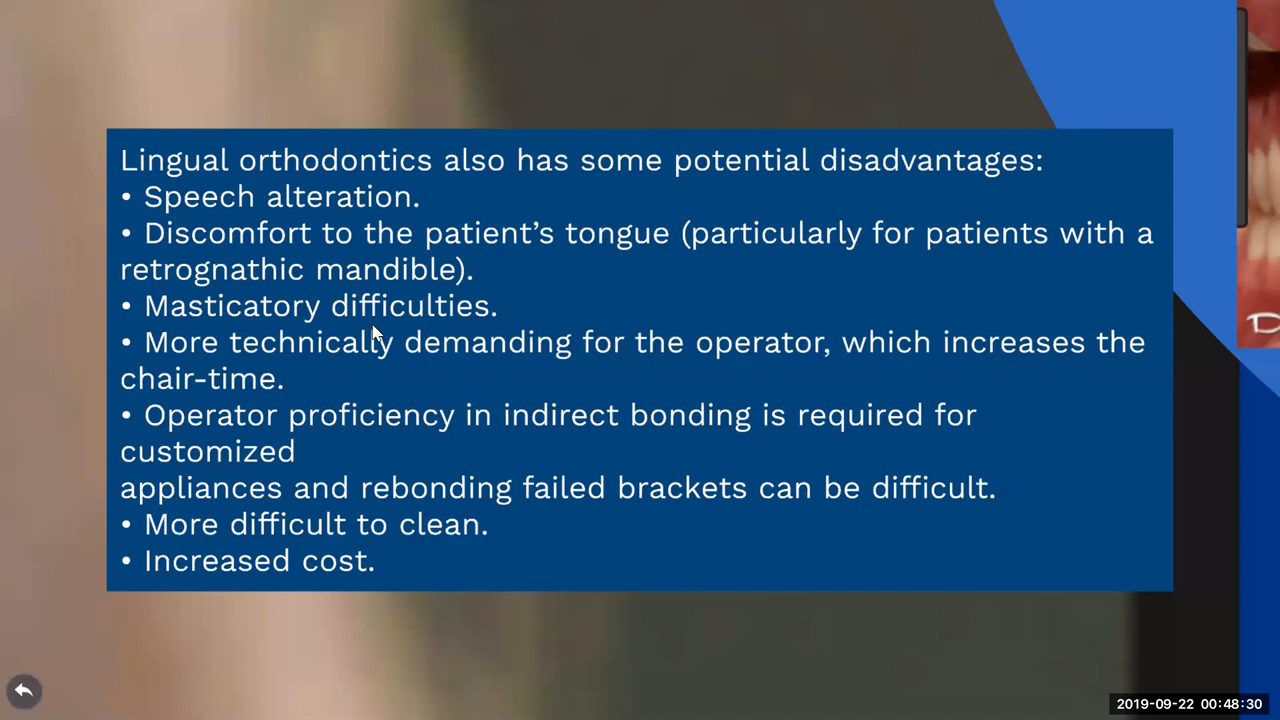 Lingual orthodontics also has some potential disadvantages:
• Speech alteration.
• Discomfort to the patient’s tongue (particularly for patients with a
retrognathic mandible).
• Masticatory difficulties.
• More technically demanding for the operator, which increases the
chair-time.
• Operator proficiency in indirect bonding is required for
customized
appliances and rebonding failed brackets can be difficult.
• More difficult to clean.
• Increased cost.
2019-09-22 00:48:30